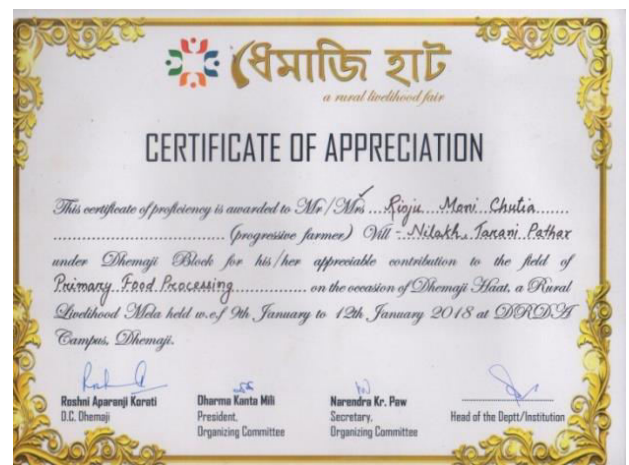 ধেমাজি হাট
a rural livelihood fair
CERTIFICATE OF APPRECIATION
This certificate of proficiency is awarded to Mr/Mrs ✓ ... Rinju Moni Chutia .......
.............................. (progressive farmer) Vill - Nilakh, Tarani Pathar
under Dhemaji Block for his/her appreciable contribution to the field of
Primary Food Processing ................ on the occasion of Dhemaji Haat, a Rural
Livelihood Mela held w.e.f 9th January to 12th January 2018 at DRDA
Campus, Dhemaji.
Roshni Aparanji Korati Dharma Kanta Mili Narendra Kr. Paw
D.C. Dhemaji President, Secretary, Head of the Deptt/Institution
Organizing Committee Organizing Committee